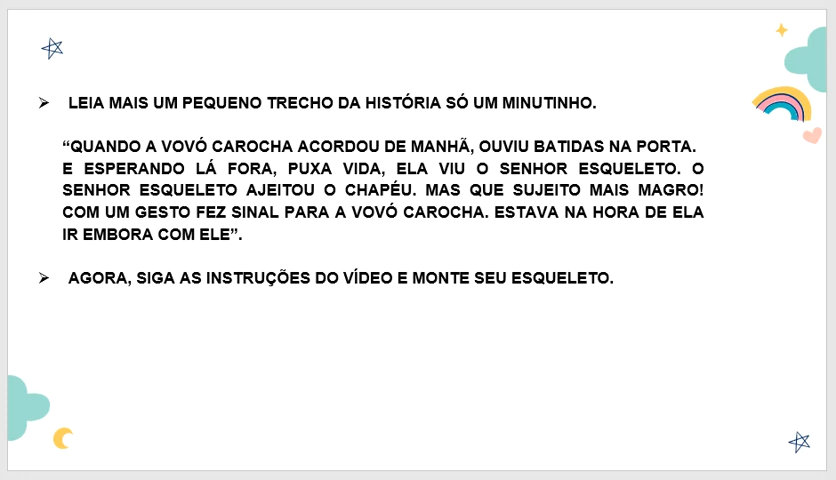 ➢ LEIA MAIS UM PEQUENO TRECHO DA HISTÓRIA SÓ UM MINUTINHO.
“QUANDO A VOVÓ CAROCHA ACORDOU DE MANHÃ, OUVIU BATIDAS NA PORTA.
E ESPERANDO LÁ FORA, PUXA VIDA, ELA VIU O SENHOR ESQUELETO. O
SENHOR ESQUELETO AJEITOU O CHAPÉU. MAS QUE SUJEITO MAIS MAGRO!
COM UM GESTO FEZ SINAL PARA A VOVÓ CAROCHA. ESTAVA NA HORA DE ELA
IR EMBORA COM ELE”.
➢ AGORA, SIGA AS INSTRUÇÕES DO VÍDEO E MONTE SEU ESQUELETO.